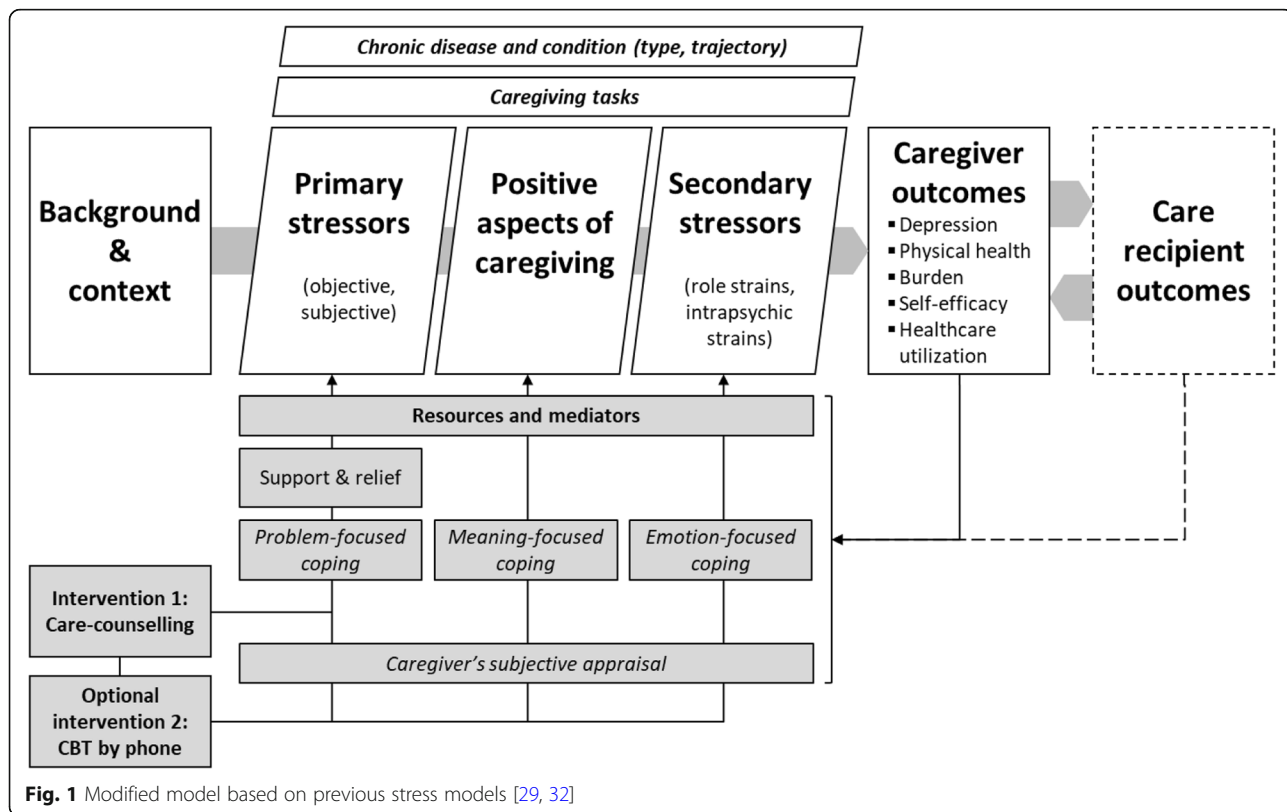 Chronic disease and condition (type, trajectory)
Caregiving tasks
Background
&
context
Primary
stressors
(objective,
subjective)
Positive
aspects of
caregiving
Secondary
stressors
(role strains,
intrapsychic
strains)
Caregiver
outcomes
▪ Depression
▪ Physical health
▪ Burden
▪ Self-efficacy
▪ Healthcare
utilization
Care
recipient
outcomes
Resources and mediators
Support & relief
Problem-focused
coping
Meaning-focused
coping
Emotion-focused
coping
Intervention 1:
Care-counselling
Caregiver's subjective appraisal
Optional
intervention 2:
CBT by phone
Fig. 1 Modified model based on previous stress models [29, 32]